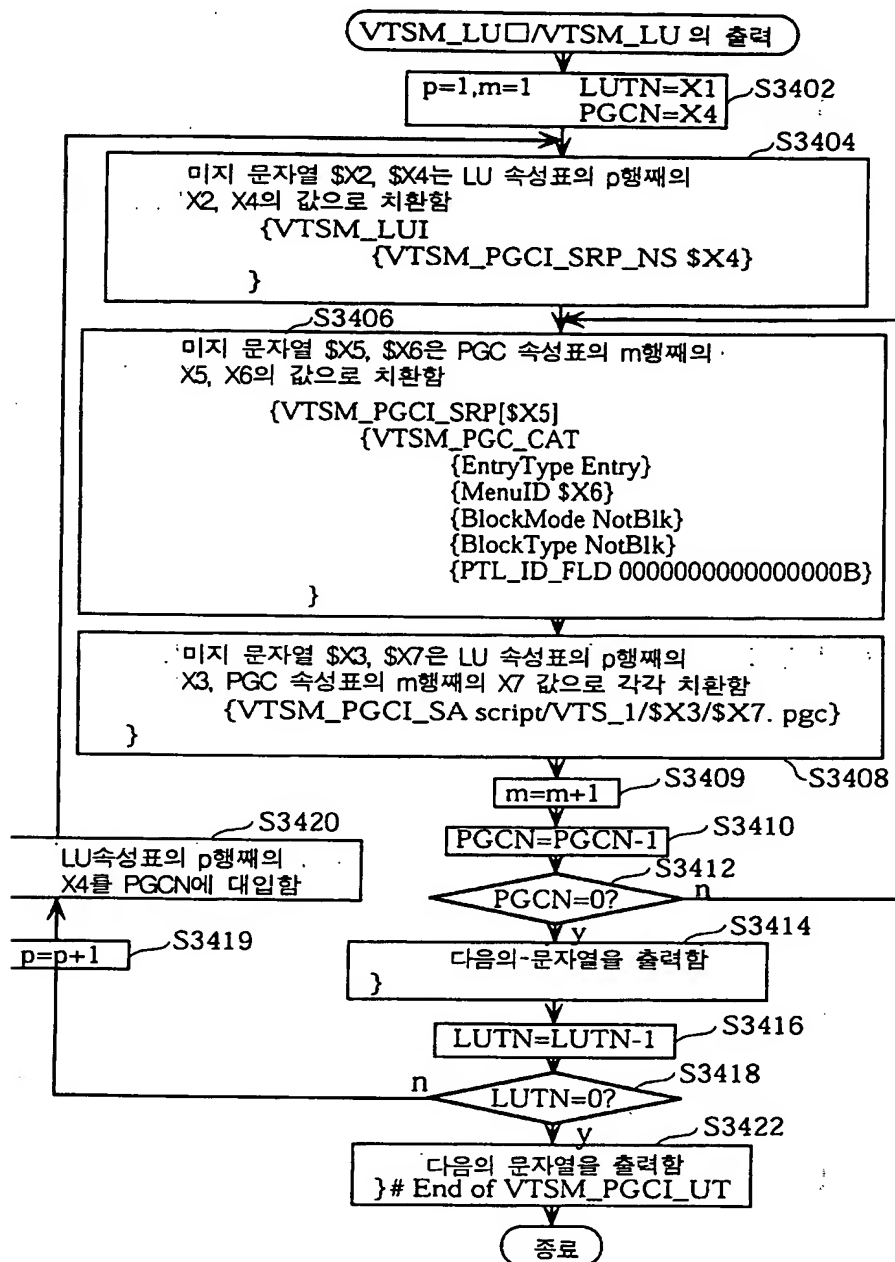 VTSM_LU□/VTSM_LU의 출력
p=1,m=1 LUTN=X1
PGCN=X4
S3402
S3404
미지 문자열 $X2, $X4는 LU 속성표의 p행째의
X2, X4의 값으로 치환함
{VTSM_LUI
{VTSM_PGCI_SRP_NS $X4}
}
S3406
미지 문자열 $X5, $X6은 PGC 속성표의 m행째의
X5, X6의 값으로 치환함
{VTSM_PGCI_SRP[$X5]
{VTSM_PGC_CAT
{EntryType Entry}
{MenuID $X6}
{BlockMode NotBlk}
{BlockType NotBlk}
{PTL_ID_FLD 0000000000000000B}
}
미지 문자열 $X3, $X7은 LU 속성표의 p행째의
X3, PGC 속성표의 m행째의 X7 값으로 각각 치환함
{VTSM_PGCI_SA script/VTS_1/$X3/$X7. pgc}
}
S3408
m=m+1
S3409
PGCN=PGCN-1
S3410
PGCN=0?
S3412
n
y
S3414
다음의-문자열을 출력함
}
LUTN=LUTN-1
S3416
LUTN=0?
S3418
n
y
p=p+1
S3419
S3420
LU속성표의 p행째의
X4를 PGCN에 대입함
S3422
다음의 문자열을 출력함
}# End of VTSM_PGCI_UT
종료